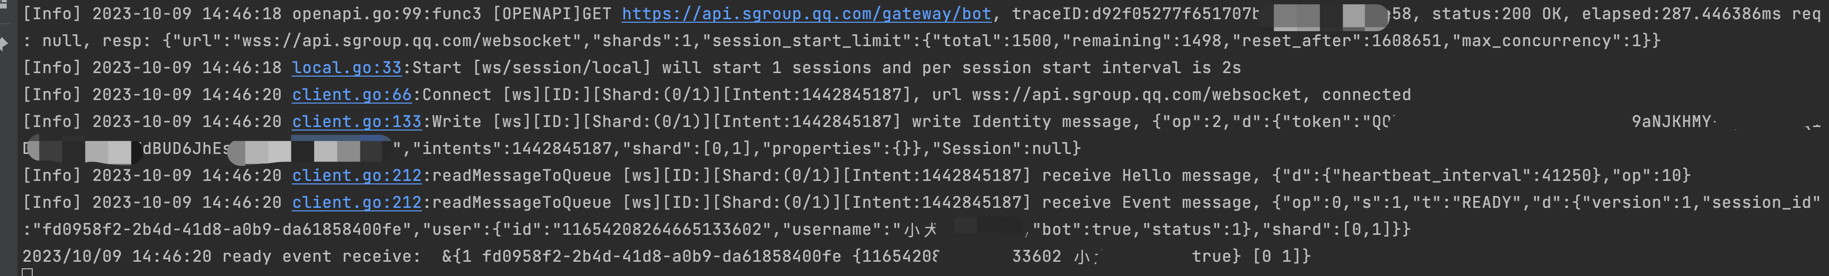 [Info] 2023-10-09 14:46:18 openapi.go:99:func3 [OPENAPI]GET https://api.sgroup.qq.com/gateway/bot, traceID:d92f05277f651707 58, status:200 OK, elapsed:287.446386ms req
: null, resp: {"url":"wss://api.sgroup.qq.com/websocket","shards":1,"session_start_limit":{"total":1500,"remaining":1498,"reset_after":1608651,"max_concurrency":1}}
[Info] 2023-10-09 14:46:18 local.go:33:Start [ws/session/local] will start 1 sessions and per session start interval is 2s
[Info] 2023-10-09 14:46:20 client.go:66:Connect [ws][ID:][Shard:(0/1)][Intent:1442845187], url wss://api.sgroup.qq.com/websocket, connected
[Info] 2023-10-09 14:46:20 client.go:133:Write [ws][ID:][Shard:(0/1)][Intent:1442845187] write Identity message, {"op":2,"d":{"token":"QQ 9aNJKHMY
dBUD6JhEs ","intents":1442845187,"shard":[0,1],"properties":{}},"Session":null}
[Info] 2023-10-09 14:46:20 client.go:212:readMessageToQueue [ws][ID:][Shard:(0/1)][Intent:1442845187] receive Hello message, {"d":{"heartbeat_interval":41250},"op":10}
[Info] 2023-10-09 14:46:20 client.go:212:readMessageToQueue [ws][ID:][Shard:(0/1)][Intent:1442845187] receive Event message, {"op":0,"s":1,"t":"READY","d":{"version":1,"session_id"
:"fd0958f2-2b4d-41d8-a0b9-da61858400fe","user":{"id":"11654208264665133602","username":"小 ,"bot":true,"status":1},"shard":[0,1]}}
2023/10/09 14:46:20 ready event receive:  &{1 fd0958f2-2b4d-41d8-a0b9-da61858400fe {11654208 33602 小 true} [0 1]}